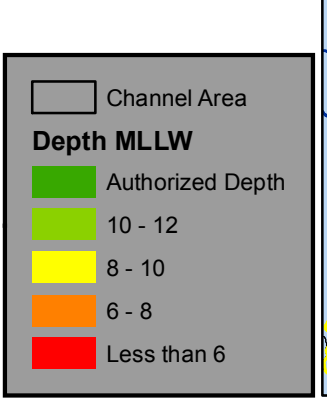 Channel Area
Depth MLLW
Authorized Depth
10 - 12
8 - 10
6 - 8
Less than 6